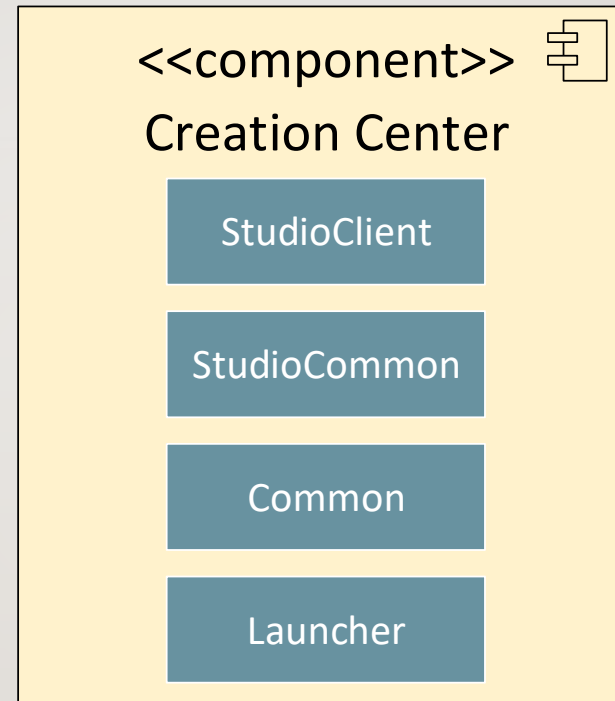 <<component>>
Creation Center
StudioClient
StudioCommon
Common
Launcher